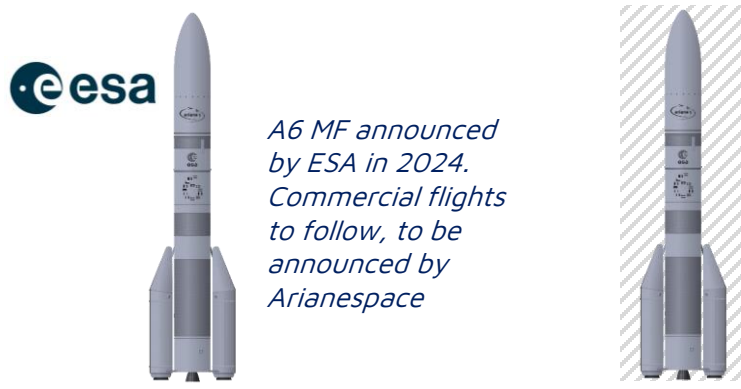 esa
A6 MF announced
by ESA in 2024.
Commercial flights
to follow, to be
announced by
Arianespace